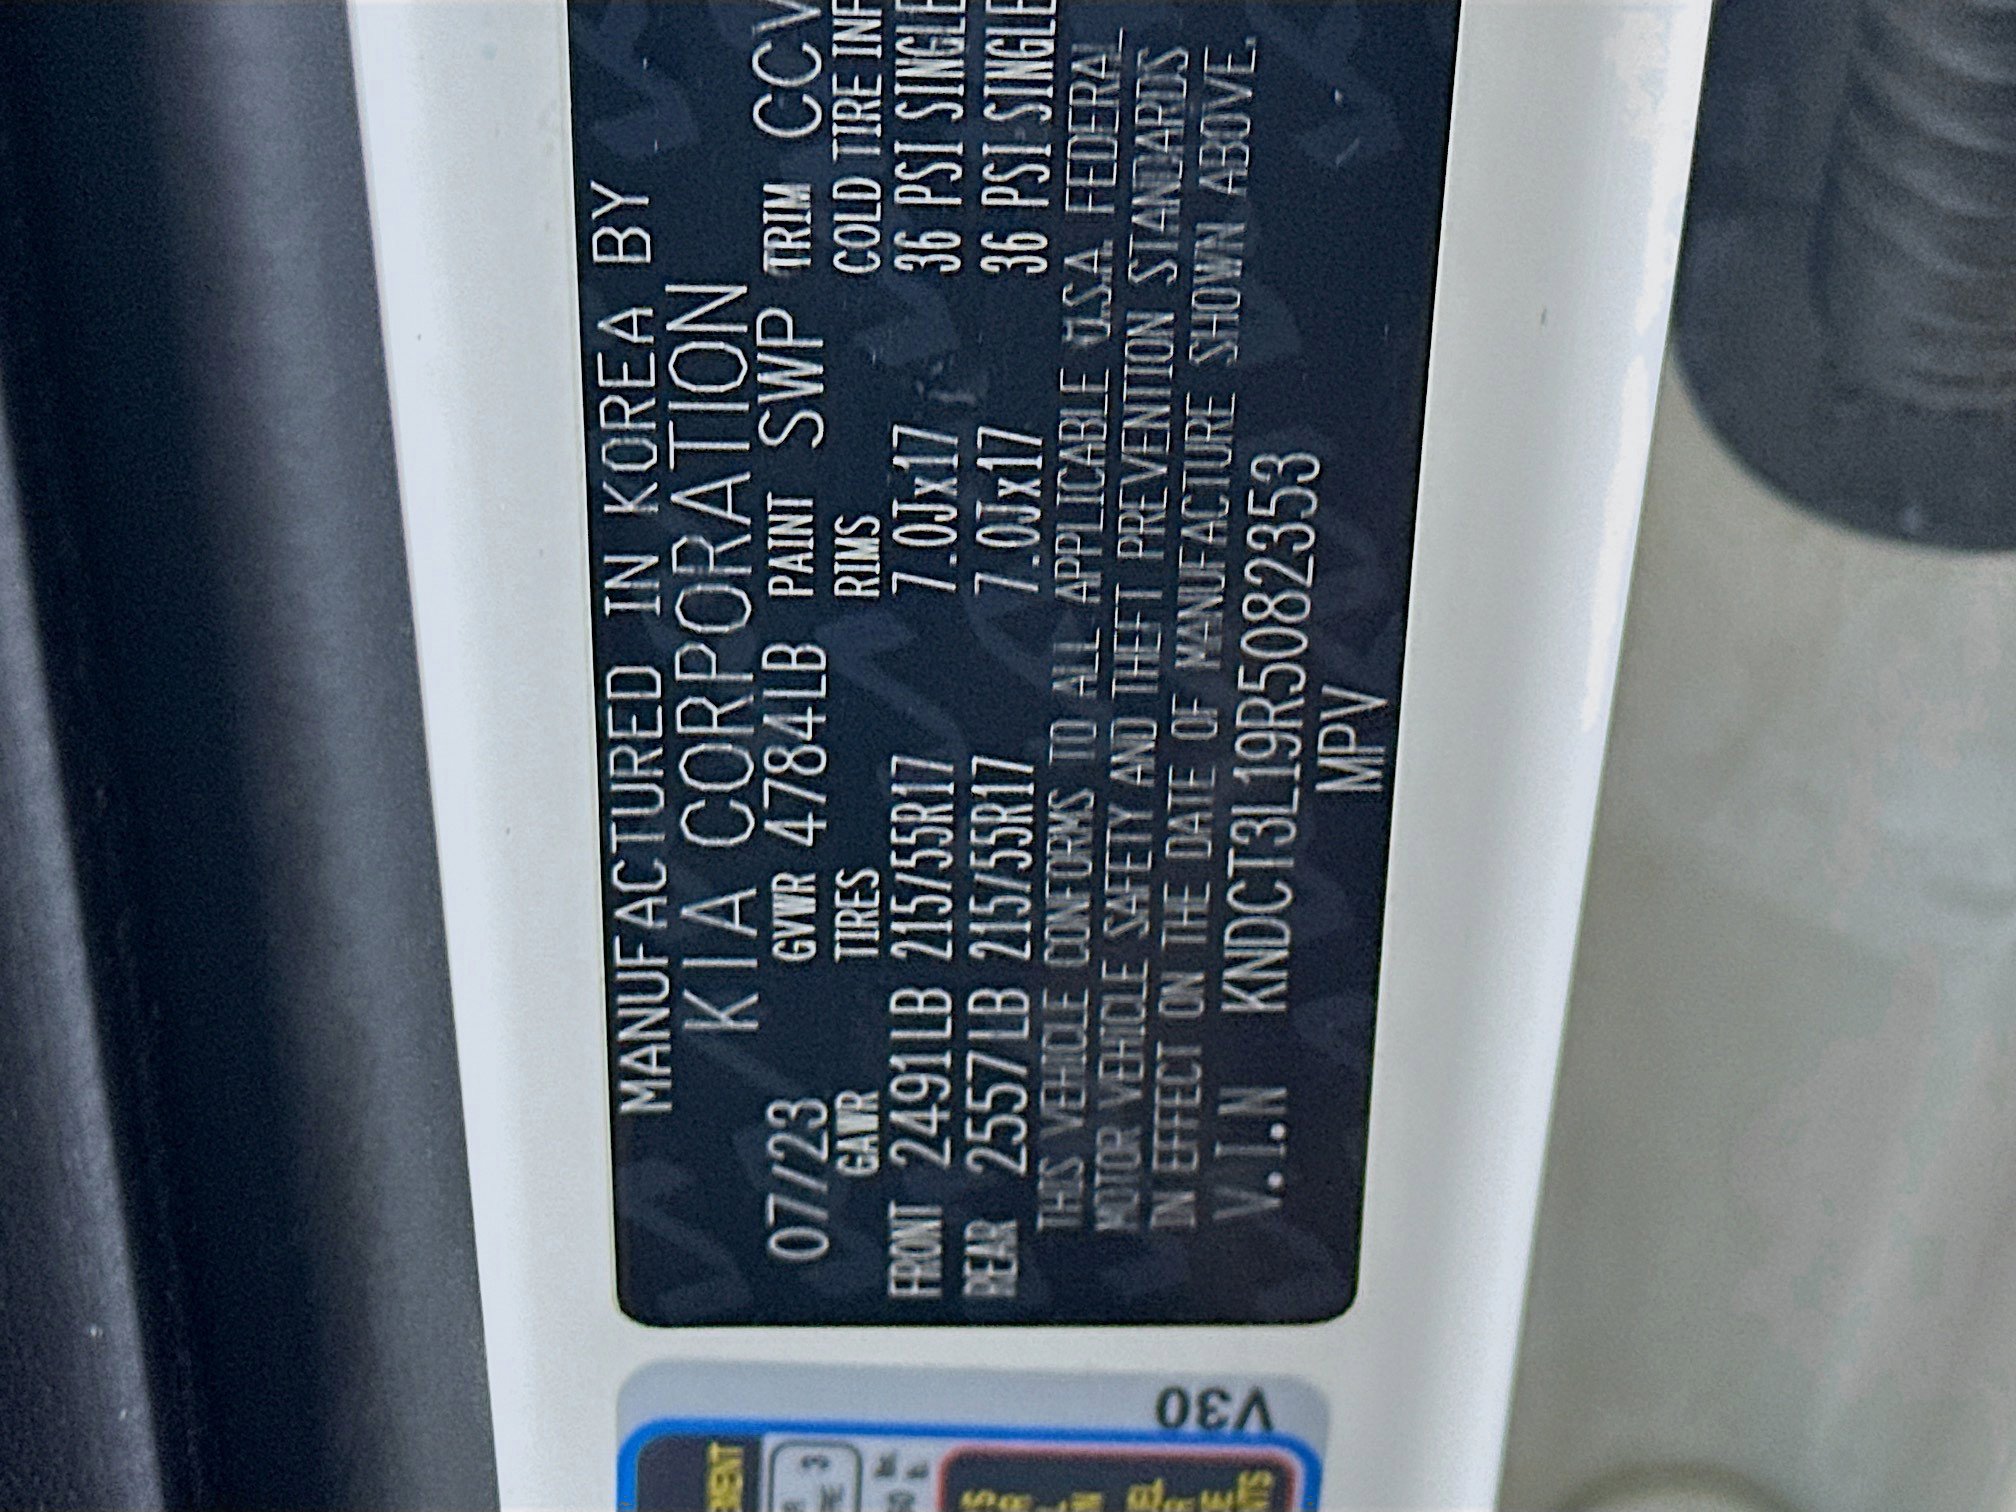 MANUFACTURED IN KOREA BY
KIA CORPORATION
07/23 GVWR 4784LB PAINT SWP TRIM CCV
GAWR TIRES RIMS COLD TIRE INF
FRONT 2491LB 215/55R17 7.0Jx17 36 PSI SINGLE
REAR 2557LB 215/55R17 7.0Jx17 36 PSI SINGLE
THIS VEHICLE CONFORMS TO ALL APPLICABLE U.S.A. FEDERAL
MOTOR VEHICLE SAFETY AND THEFT PREVENTION STANDARDS
IN EFFECT ON THE DATE OF MANUFACTURE SHOWN ABOVE.
V.I.N KNDCT3L19R5082353
MPV
V30